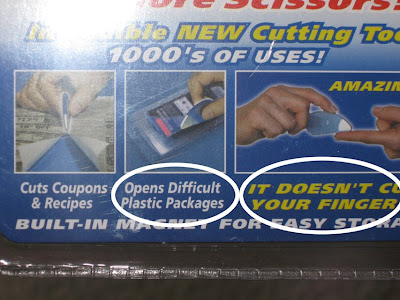 Scissors!
NEW Cutting
1000's OF USES!
AMAZIN
Cuts Coupons
& Recipes
Opens Difficult
Plastic Packages
IT DOESN'T CU
YOUR FINGER
BUILT-IN MAGNET FOR EASY STORA